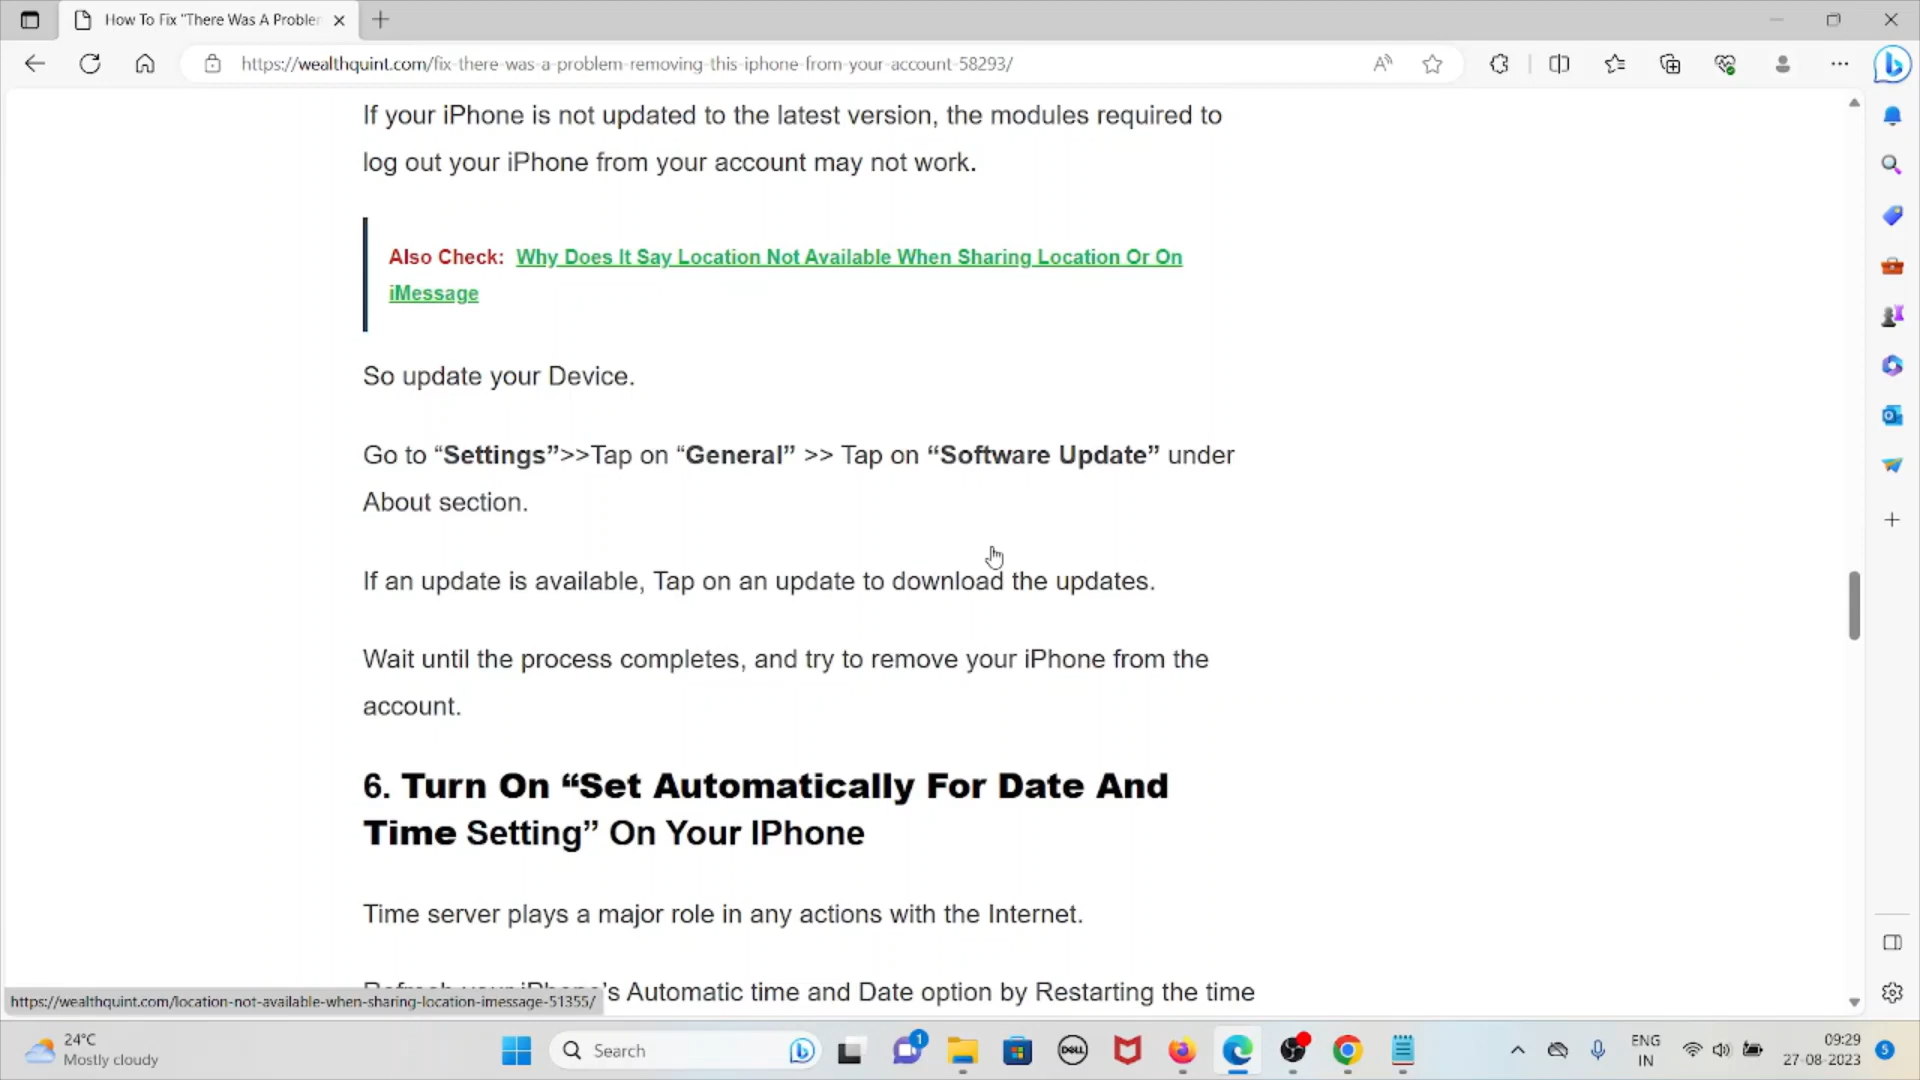 How To Fix "There Was A Probler
https://wealthquint.com/fix-there-was-a-problem-removing-this-iphone-from-your-account-58293/
If your iPhone is not updated to the latest version, the modules required to
log out your iPhone from your account may not work.
Also Check: Why Does It Say Location Not Available When Sharing Location Or On
iMessage
So update your Device.
Go to “Settings”>>Tap on “General” >> Tap on “Software Update” under
About section.
If an update is available, Tap on an update to download the updates.
Wait until the process completes, and try to remove your iPhone from the
account.
6. Turn On “Set Automatically For Date And
Time Setting” On Your IPhone
Time server plays a major role in any actions with the Internet.
Refresh your iPhone's Automatic time and Date option by Restarting the time
https://wealthquint.com/location-not-available-when-sharing-location-imessage-51355/
24°C
Mostly cloudy
Search
1
DELL
ENG
IN
09:29
27-08-2023
5